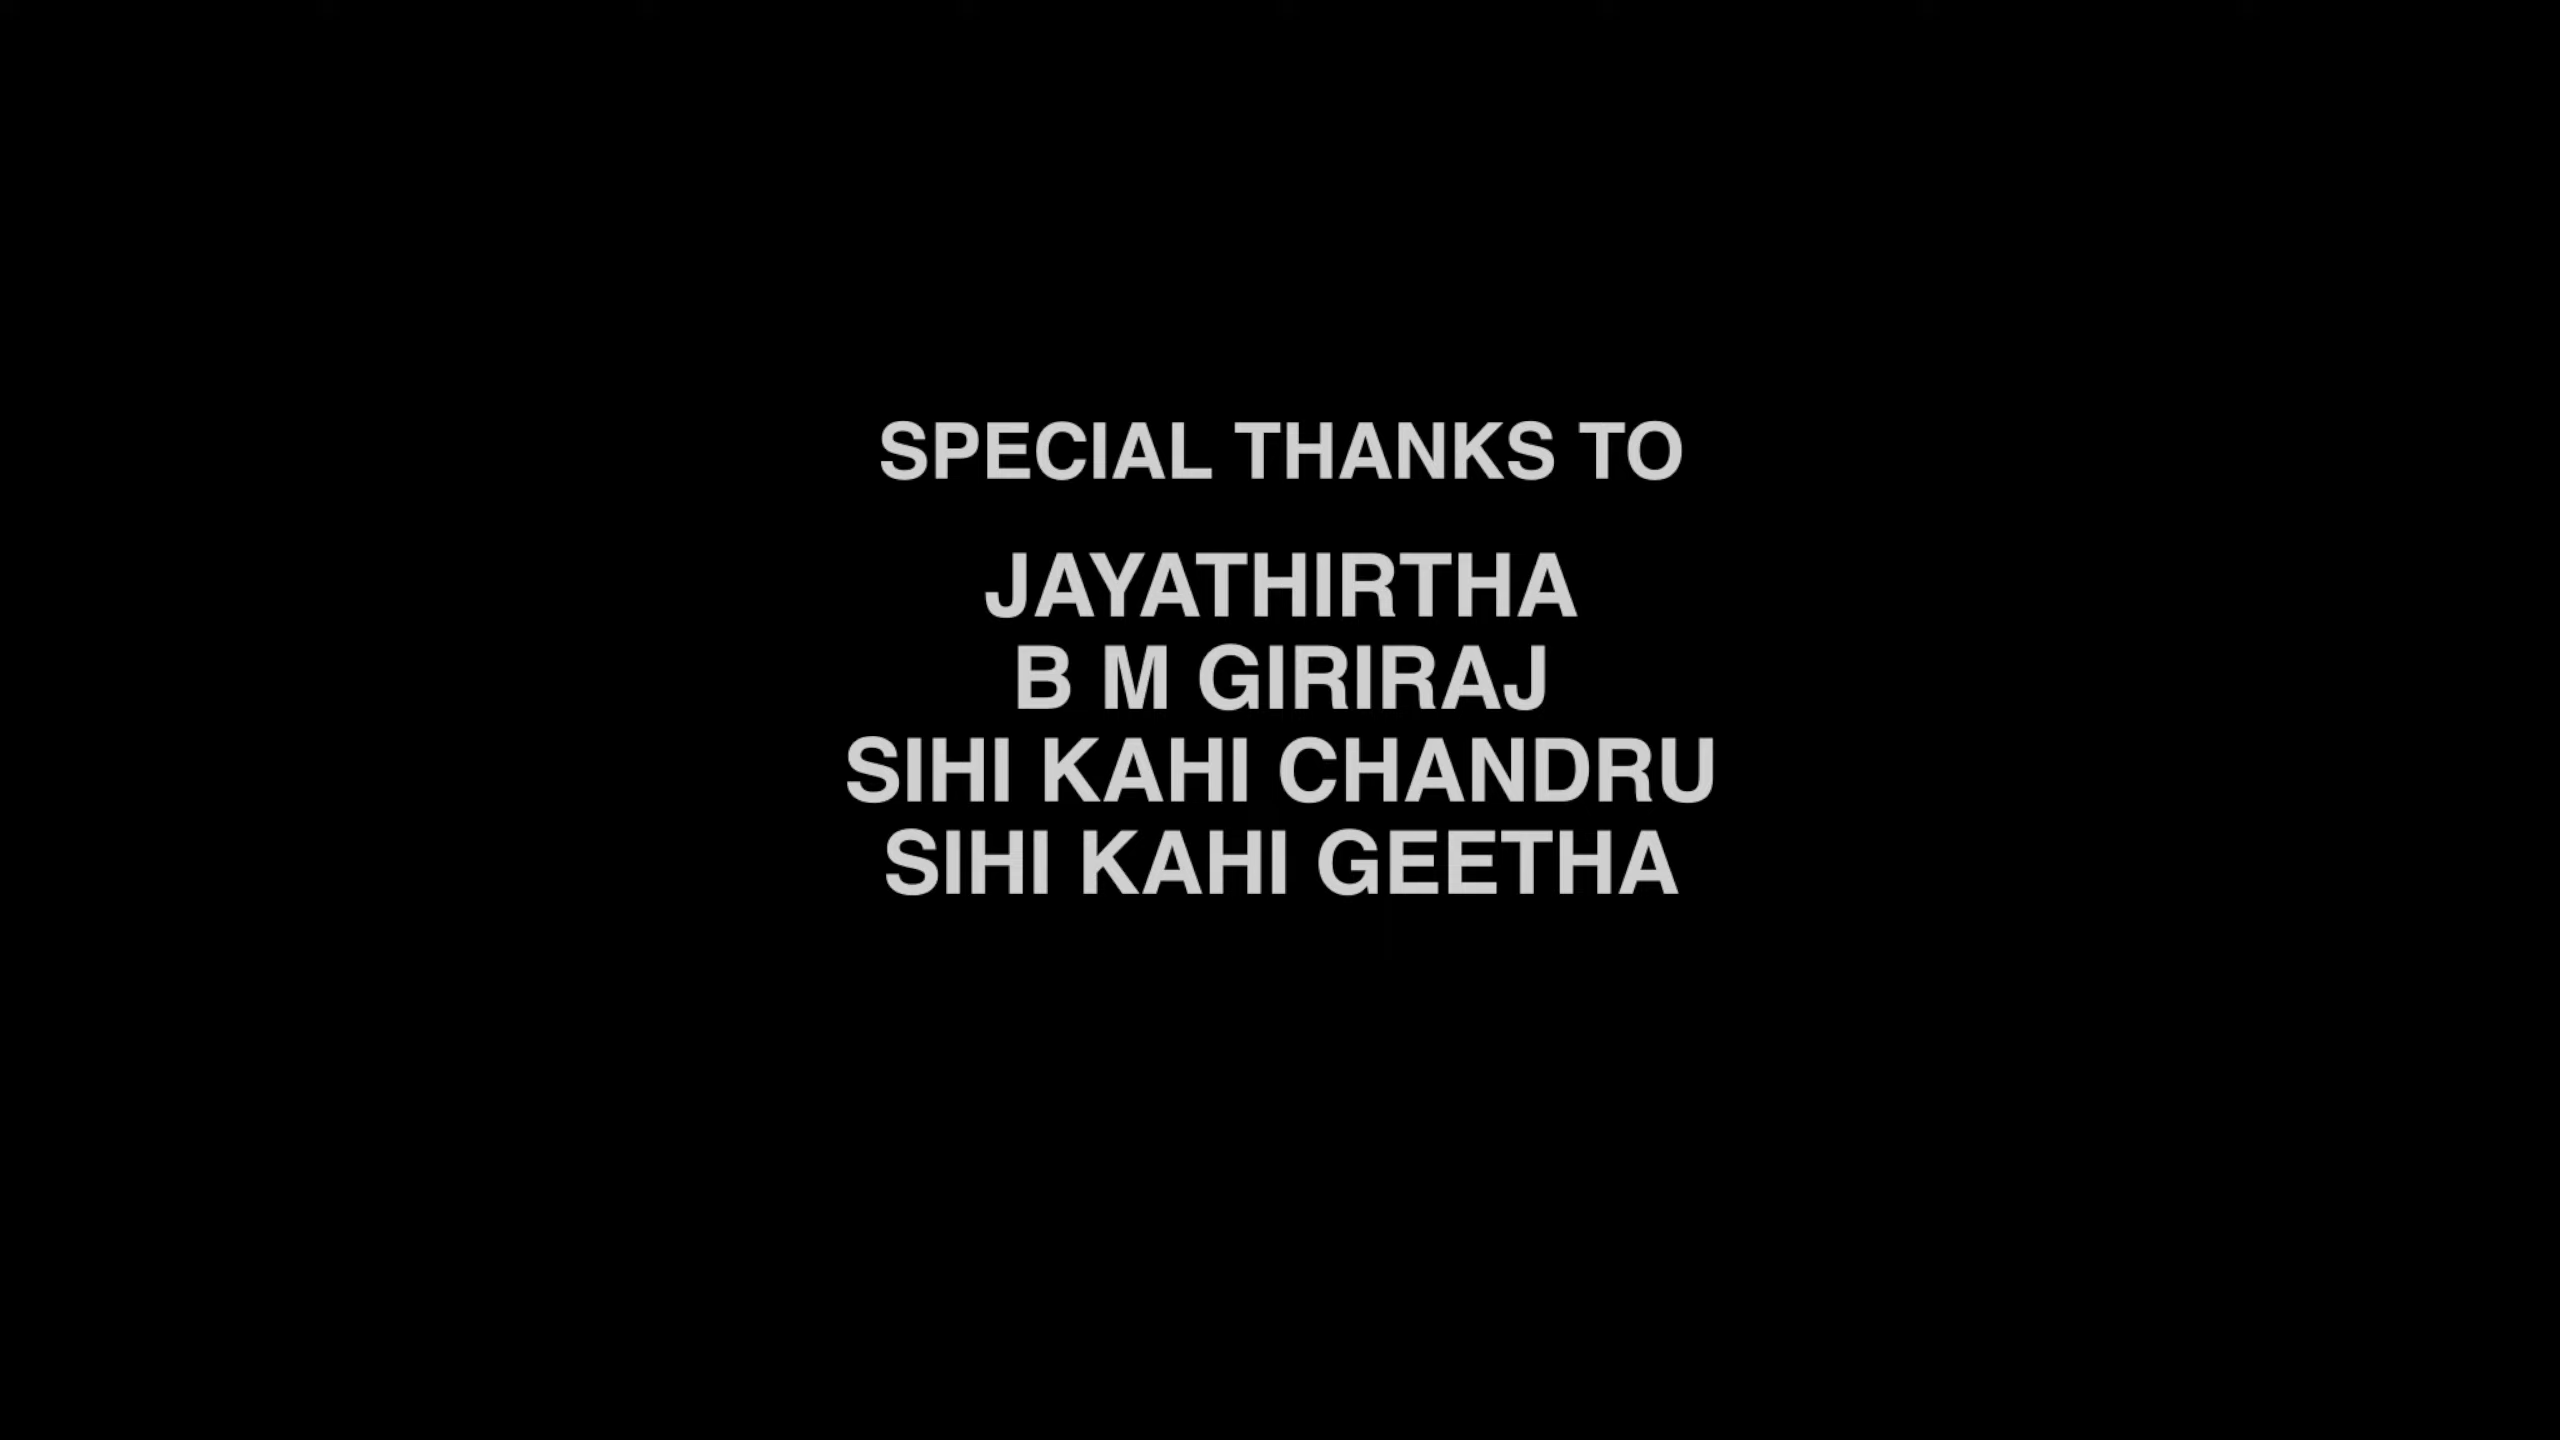 SPECIAL THANKS TO
JAYATHIRTHA
B M GIRIRAJ
SIHI KAHI CHANDRU
SIHI KAHI GEETHA